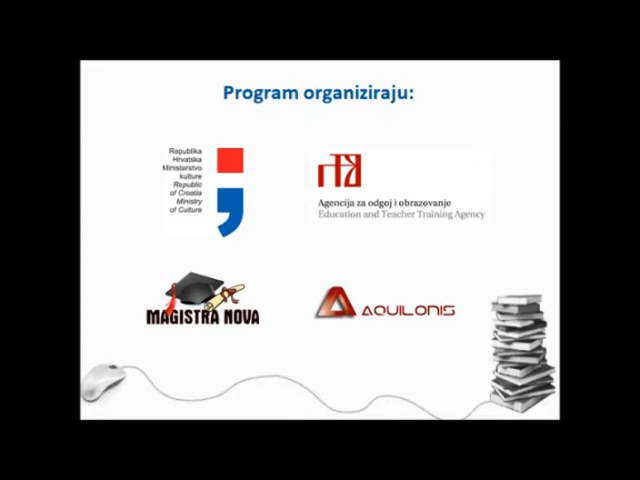 Program organiziraju:
Republika
Hrvatska
Ministarstvo
kulture
Republic
of Croatia
Ministry
of Culture
Agencija za odgoj i obrazovanje
Education and Teacher Training Agency
MAGISTRA NOVA
AQUILONIS